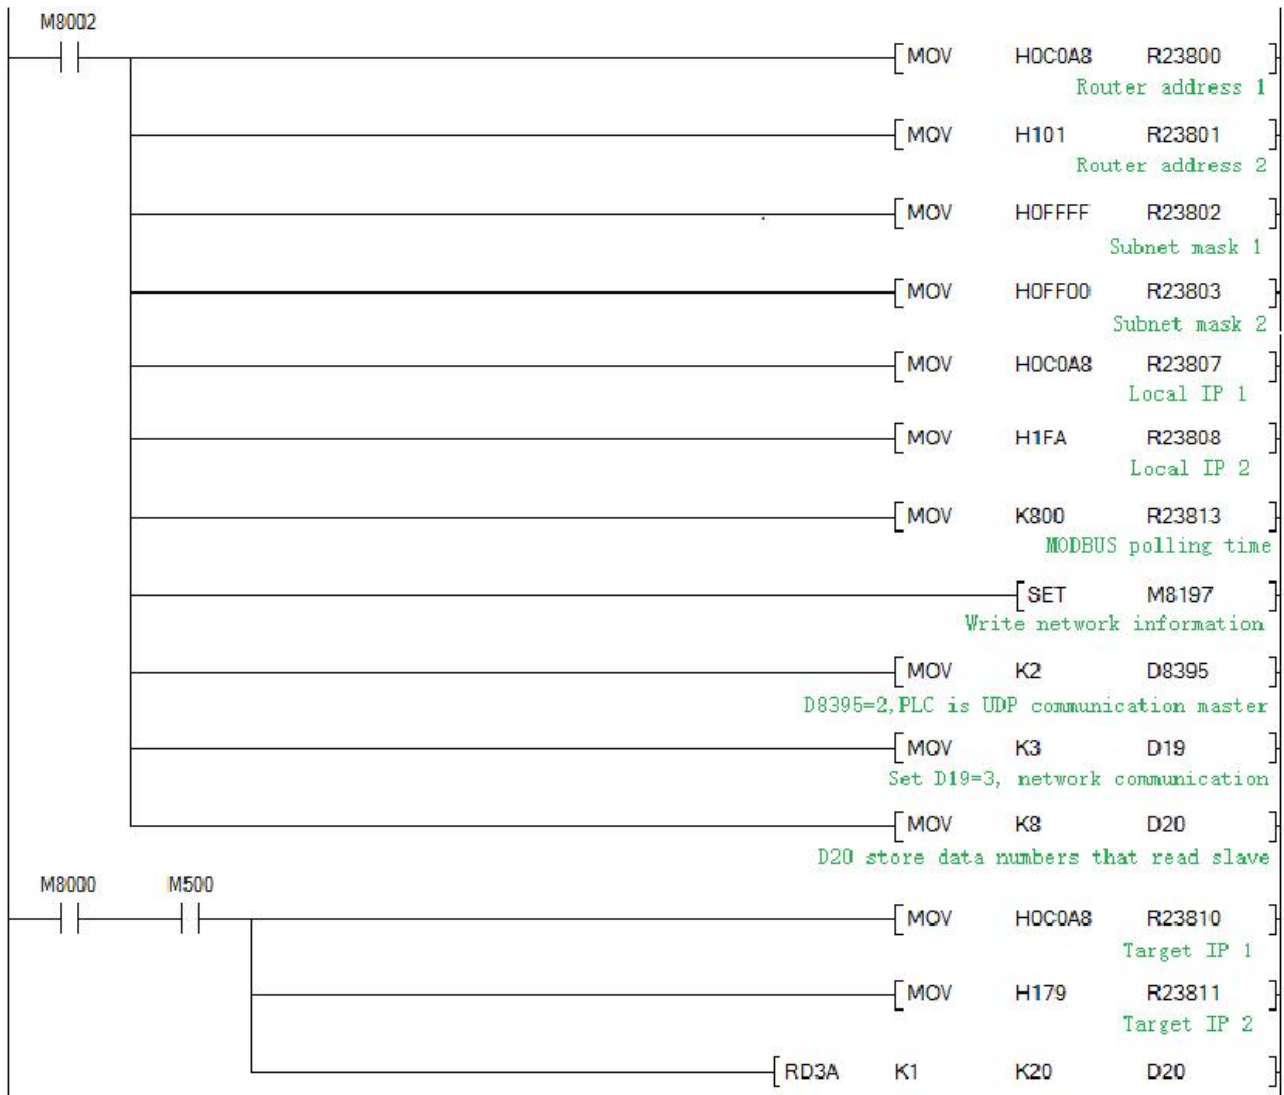 M8002
MOV H0C0A8 R23800
Router address 1
MOV H101 R23801
Router address 2
MOV H0FFFF R23802
Subnet mask 1
MOV H0FF00 R23803
Subnet mask 2
MOV H0C0A8 R23807
Local IP 1
MOV H1FA R23808
Local IP 2
MOV K800 R23813
MODBUS polling time
SET M8197
Write network information
MOV K2 D8395
D8395=2,PLC is UDP communication master
MOV K3 D19
Set D19=3, network communication
MOV K8 D20
D20 store data numbers that read slave
M8000 M500
MOV H0C0A8 R23810
Target IP 1
MOV H179 R23811
Target IP 2
RD3A K1 K20 D20